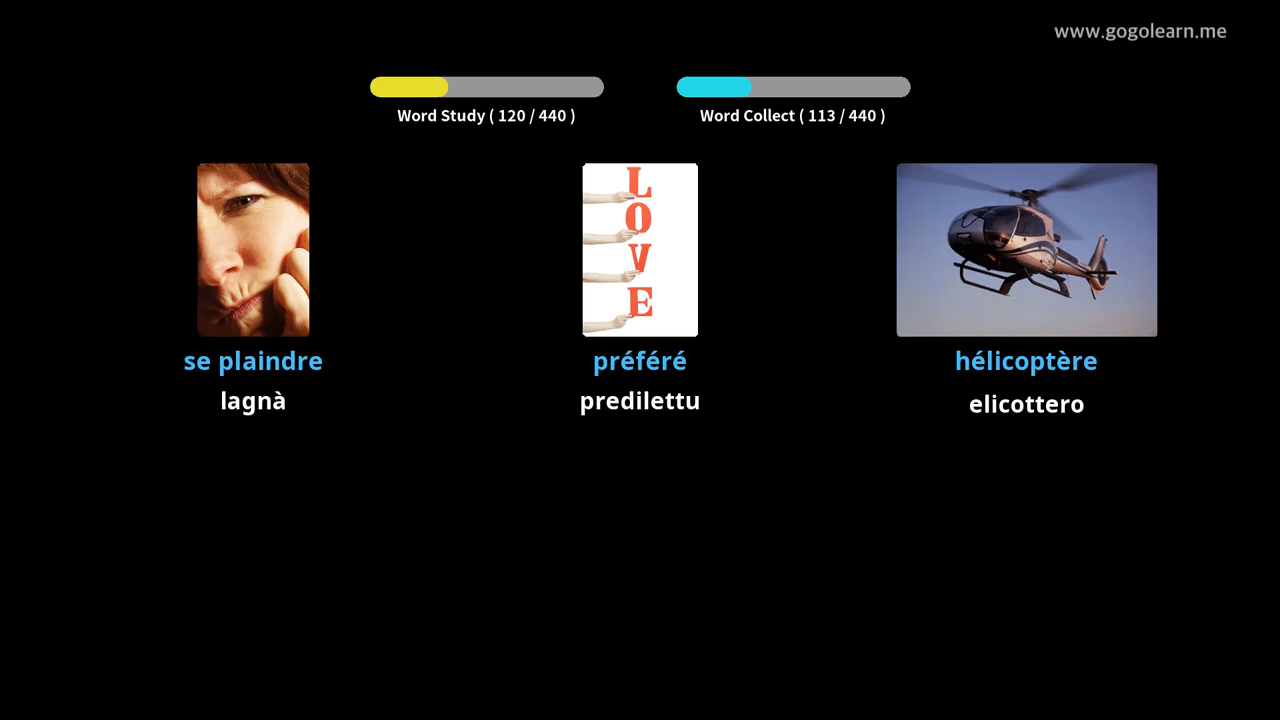 www.gogolearn.me
Word Study ( 120 / 440 )
Word Collect ( 113 / 440 )
L
O
V
E
se plaindre
préféré
hélicoptère
lagnà
predilettu
elicottero